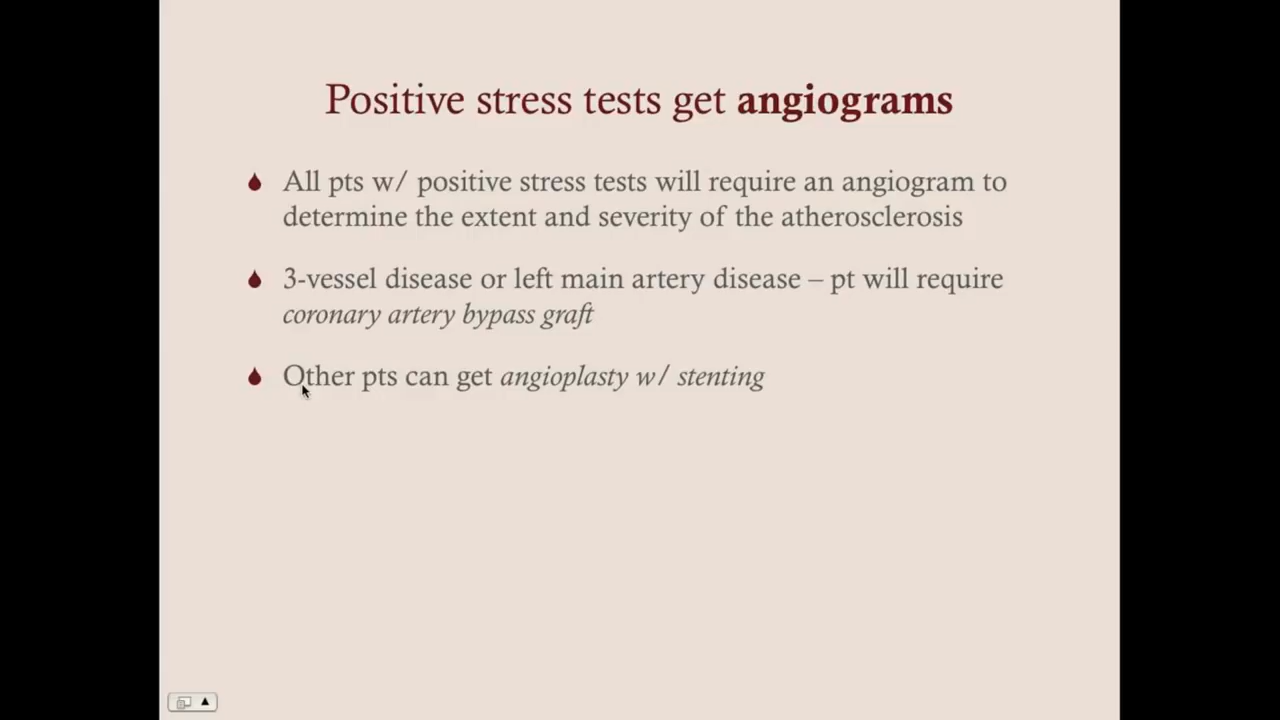 Positive stress tests get angiograms
All pts w/ positive stress tests will require an angiogram to
determine the extent and severity of the atherosclerosis
3-vessel disease or left main artery disease – pt will require
coronary artery bypass graft
Other pts can get angioplasty w/ stenting